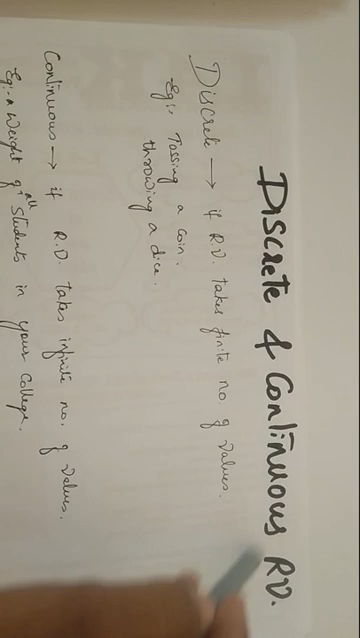 Discrete & Continuous RV.
Discrete → if R.V. takes finite no of values.
Eg:- Tossing a coin.
throwing a dice.
Continuous → if R.V. takes infinite no. of values.
Eg:- Weight of all students in your college.